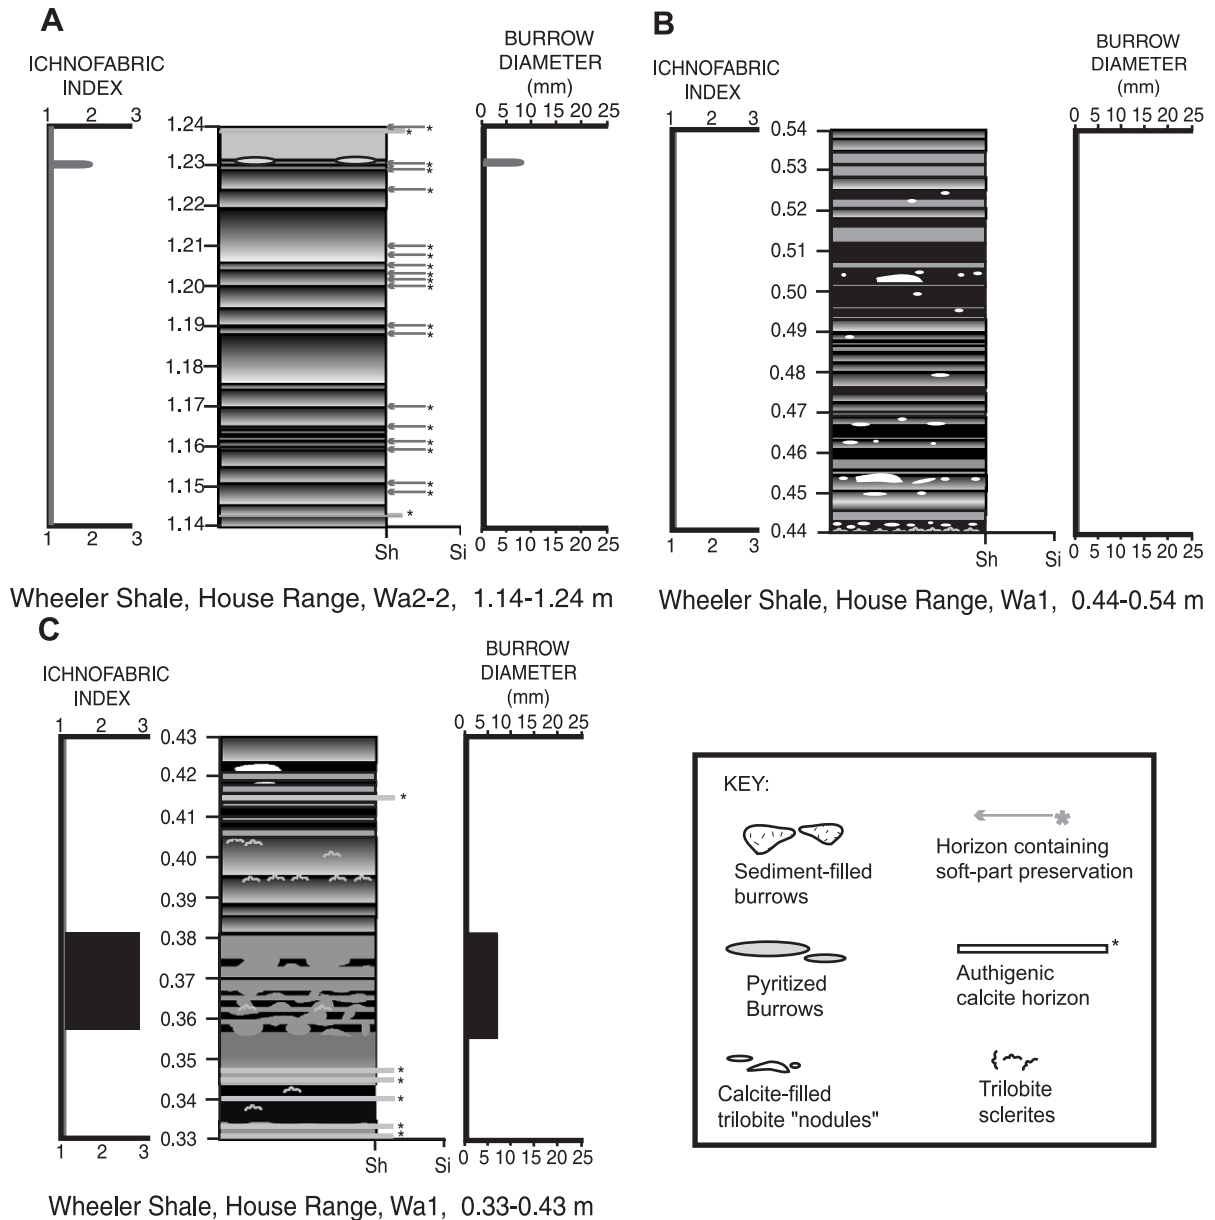 A
ICHNOFABRIC
INDEX
1 2 3
1.24
1.23
1.22
1.21
1.20
1.19
1.18
1.17
1.16
1.15
1.14
* * * * * * * * * * * * * * * * * * * *
1 2 3
Sh Si
BURROW
DIAMETER
(mm)
0 5 10 15 20 25
0 5 10 15 20 25
Wheeler Shale, House Range, Wa2-2, 1.14-1.24 m
B
ICHNOFABRIC
INDEX
1 2 3
0.54
0.53
0.52
0.51
0.50
0.49
0.48
0.47
0.46
0.45
0.44
1 2 3
Sh Si
BURROW
DIAMETER
(mm)
0 5 10 15 20 25
0 5 10 15 20 25
Wheeler Shale, House Range, Wa1, 0.44-0.54 m
C
ICHNOFABRIC
INDEX
1 2 3
0.43
0.42
0.41
0.40
0.39
0.38
0.37
0.36
0.35
0.34
0.33
* * * * * *
1 3
Sh Si
BURROW
DIAMETER
(mm)
0 5 10 15 20 25
0 5 10 15 20 25
Wheeler Shale, House Range, Wa1, 0.33-0.43 m
KEY:
Sediment-filled
burrows
Horizon containing
soft-part preservation
Pyritized
Burrows
*
Authigenic
calcite horizon
Calcite-filled
trilobite "nodules"
Trilobite
sclerites